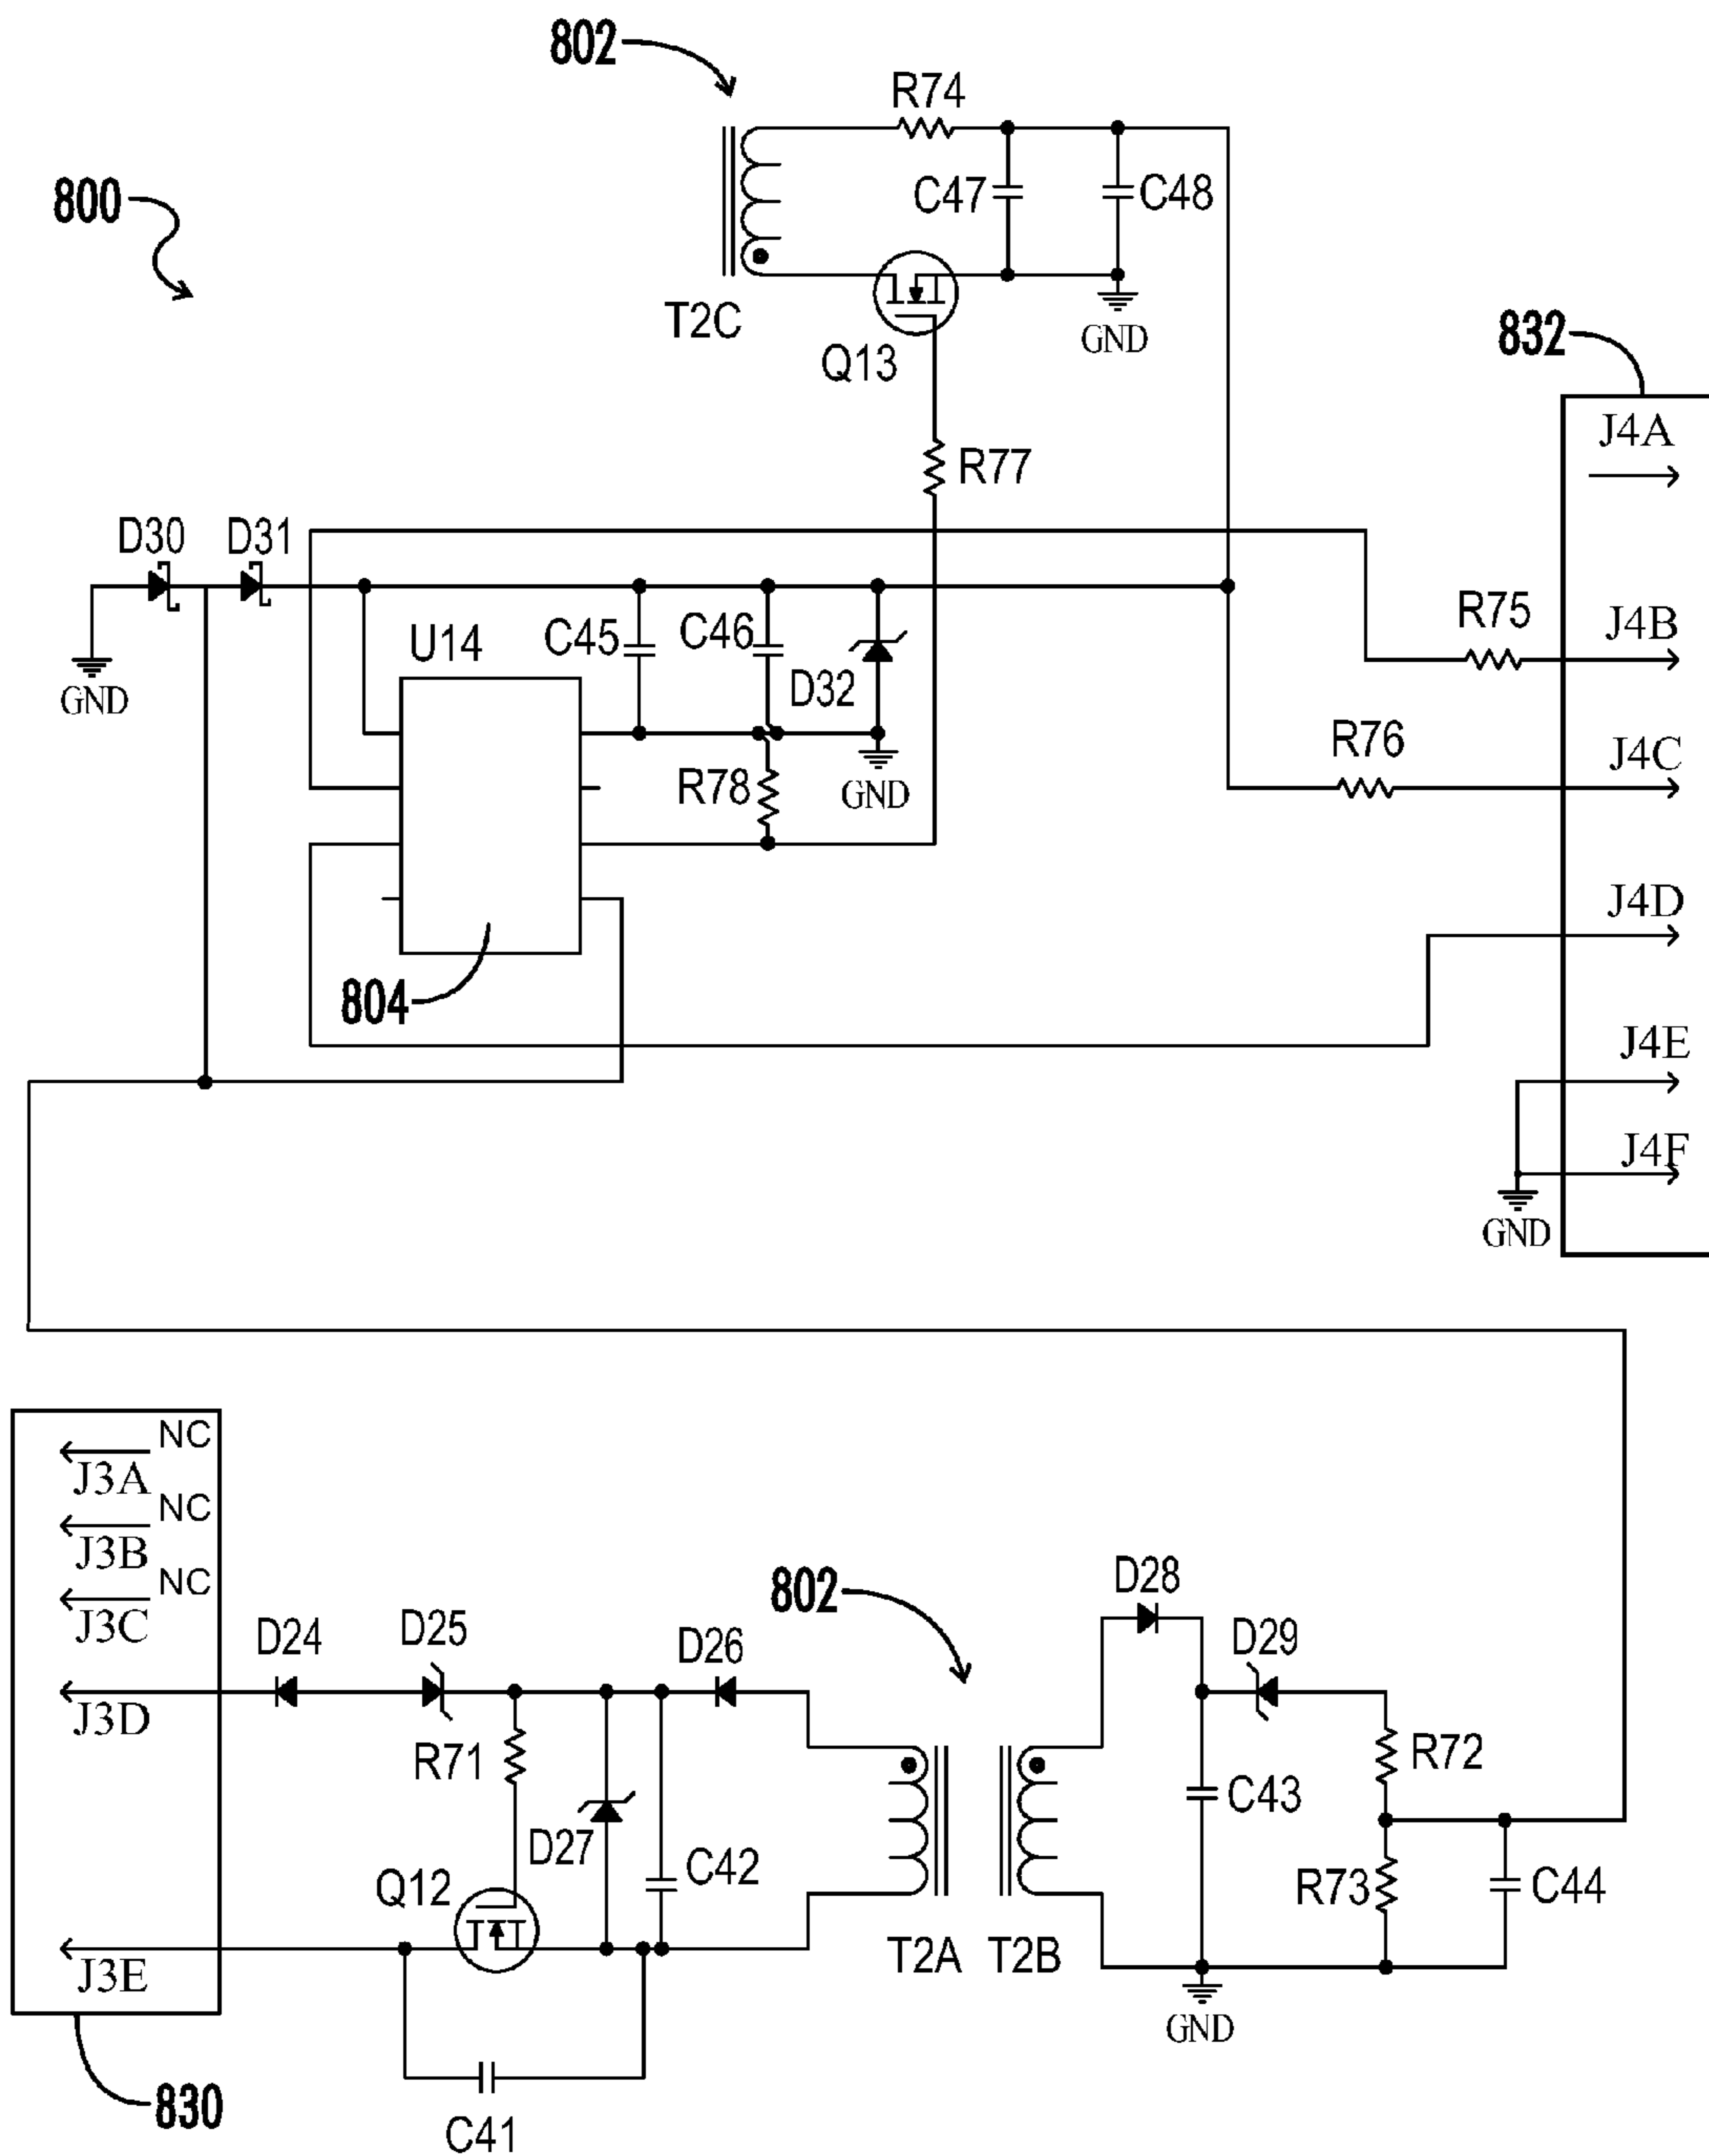 802
R74
800
C47
C48
T2C
GND
Q13
832
J4A
R77
D30
D31
R75
J4B
U14
C45
C46
D32
GND
R76
J4C
R78
GND
J4D
804
J4E
J4F
GND
NC
J3A
NC
J3B
NC
J3C
802
D28
D24
D25
D26
D29
J3D
R71
R72
C43
D27
C42
Q12
R73
C44
J3E
T2A
T2B
GND
830
C41